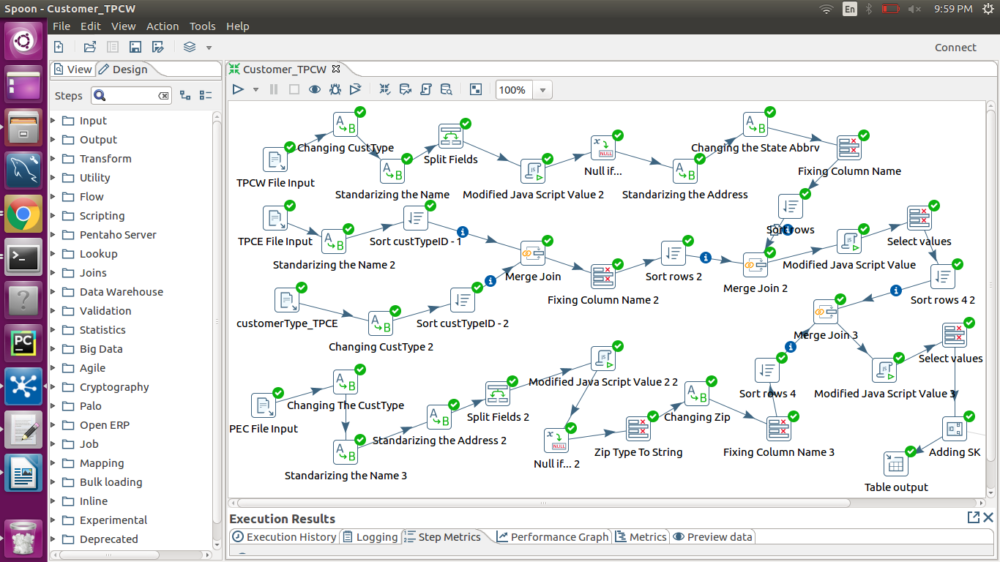 Spoon - Customer_TPCW
En
9:59 PM
File Edit View Action Tools Help
Connect
View Design
Customer_TPCW
Steps
100%
Input
Output
Transform
Utility
Flow
Scripting
Pentaho Server
Lookup
Joins
Data Warehouse
Validation
Statistics
Big Data
Agile
Cryptography
Palo
Open ERP
Job
Mapping
Bulk loading
Inline
Experimental
Deprecated
TPCW File Input
Changing CustType
Standarizing the Name
Split Fields
Modified Java Script Value 2
Null if...
Standarizing the Address
Changing the State Abbrv
Fixing Column Name
Sort rows
TPCE File Input
Standarizing the Name 2
Sort custTypeID - 1
Merge Join
Fixing Column Name 2
Sort rows 2
Merge Join 2
Modified Java Script Value
Select values
Sort rows 4 2
customerType_TPCE
Changing CustType 2
Sort custTypeID - 2
Merge Join 3
Select values
Modified Java Script Value 3
Sort rows 4
PEC File Input
Changing The CustType
Standarizing the Name 3
Standarizing the Address 2
Split Fields 2
Modified Java Script Value 2 2
Null if... 2
Zip Type To String
Changing Zip
Fixing Column Name 3
Adding SK
Table output
A B
A B
JS
X NULL
A B
A B
A B
JS
A B
JS
A B
A B
A B
JS
X NULL
A B
PC
Execution Results
Execution History Logging Step Metrics Performance Graph Metrics Preview data